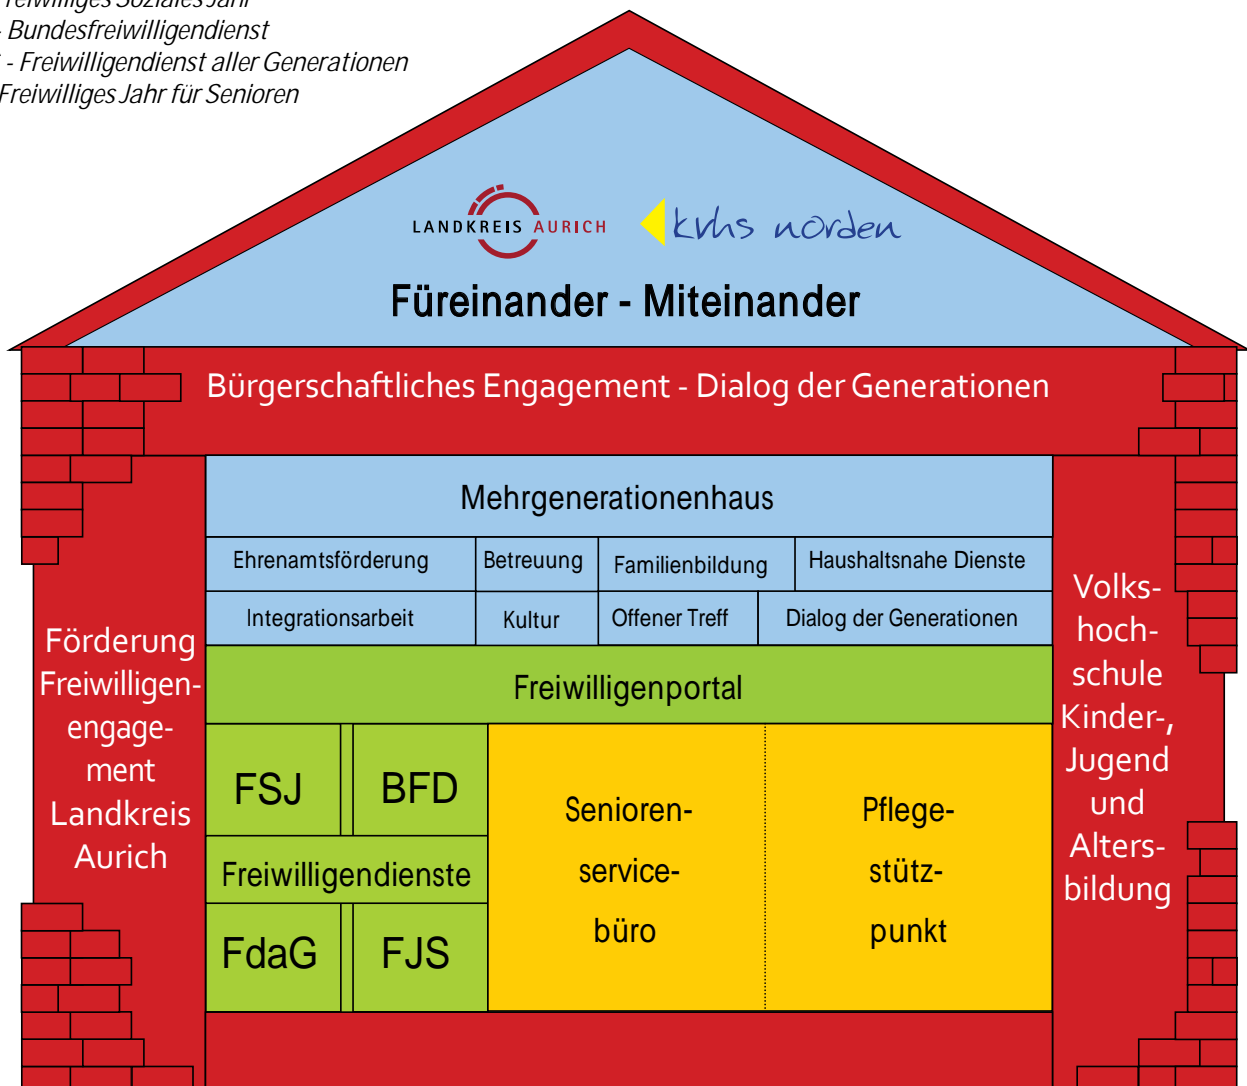 Freiwilliges Soziales Jahr
- Bundesfreiwilligendienst
- Freiwilligendienst aller Generationen
Freiwilliges Jahr für Senioren
LANDKREIS AURICH
kvhs norden
Füreinander - Miteinander
Bürgerschaftliches Engagement - Dialog der Generationen
Mehrgenerationenhaus
Ehrenamtsförderung
Betreuung
Familienbildung
Haushaltsnahe Dienste
Integrationsarbeit
Kultur
Offener Treff
Dialog der Generationen
Förderung
Freiwilligen-
engage-
ment
Landkreis
Aurich
Freiwilligenportal
FSJ
BFD
Freiwilligendienste
FdaG
FJS
Senioren-
service-
büro
Pflege-
stütz-
punkt
Volks-
hoch-
schule
Kinder-,
Jugend
und
Alters-
bildung